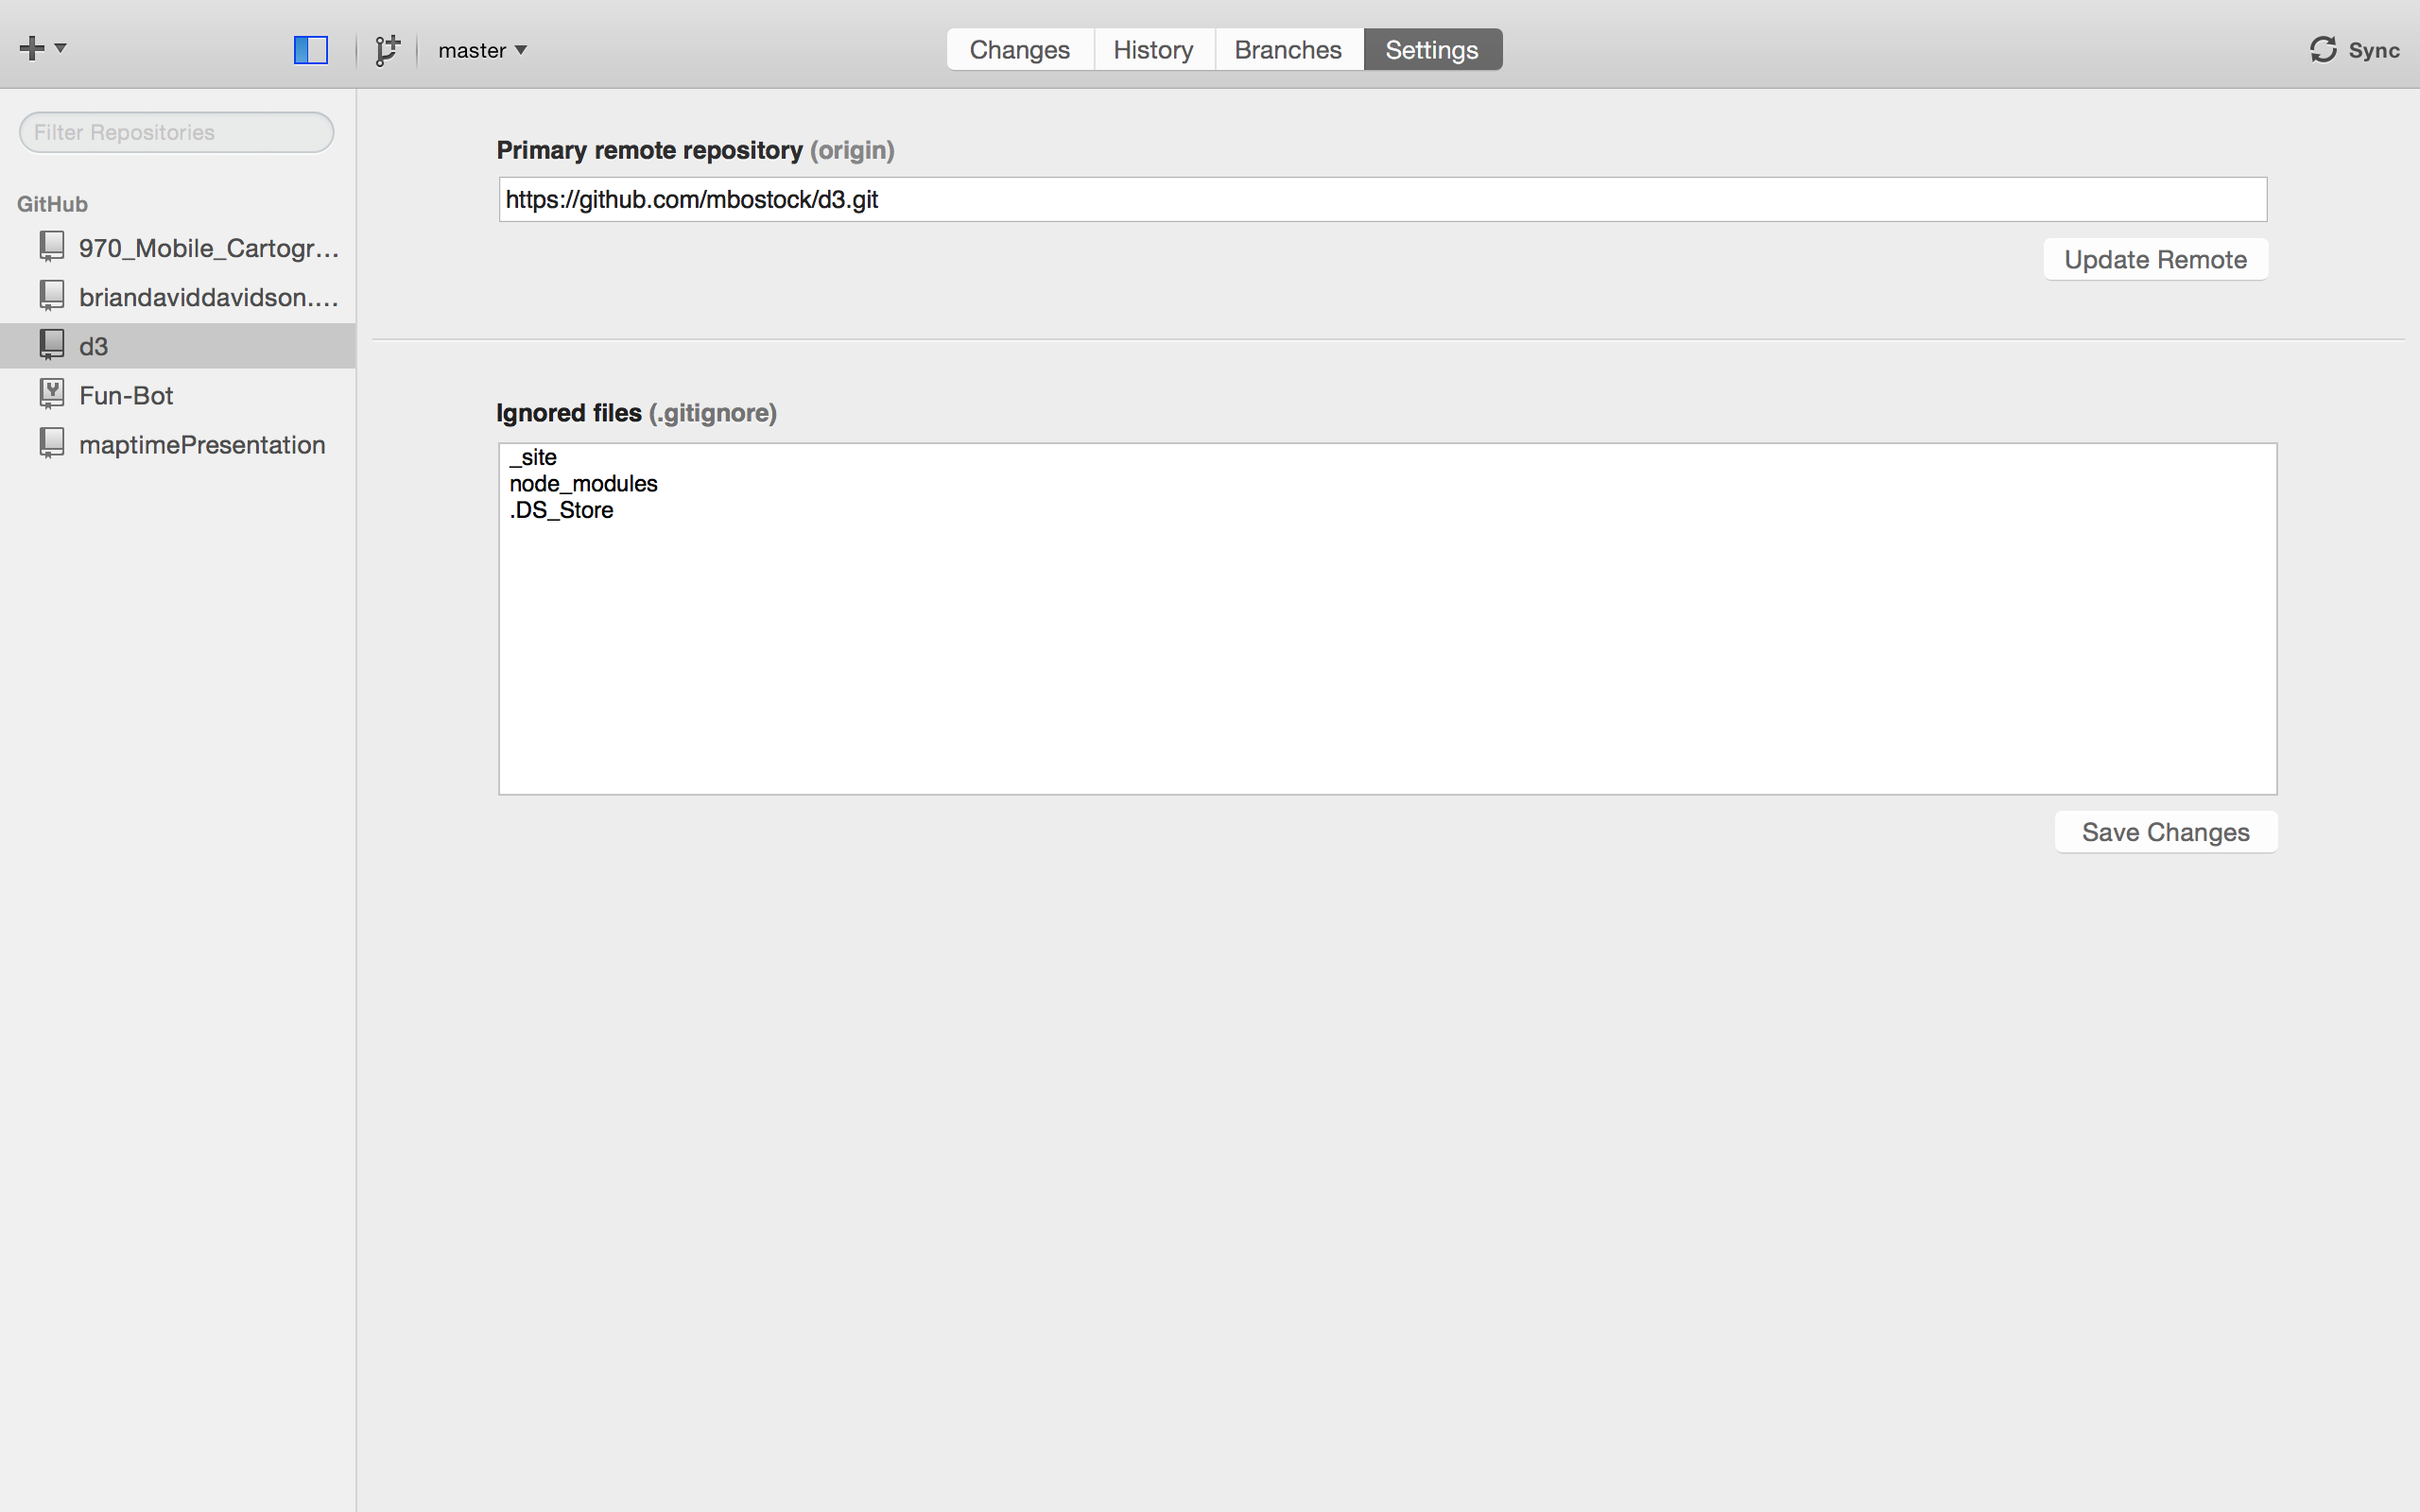 master
Changes
History
Branches
Settings
Sync
Filter Repositories
GitHub
970_Mobile_Cartogr...
briandaviddavidson....
d3
Fun-Bot
maptimePresentation
Primary remote repository (origin)
https://github.com/mbostock/d3.git
Update Remote
Ignored files (.gitignore)
_site
node_modules
.DS_Store
Save Changes